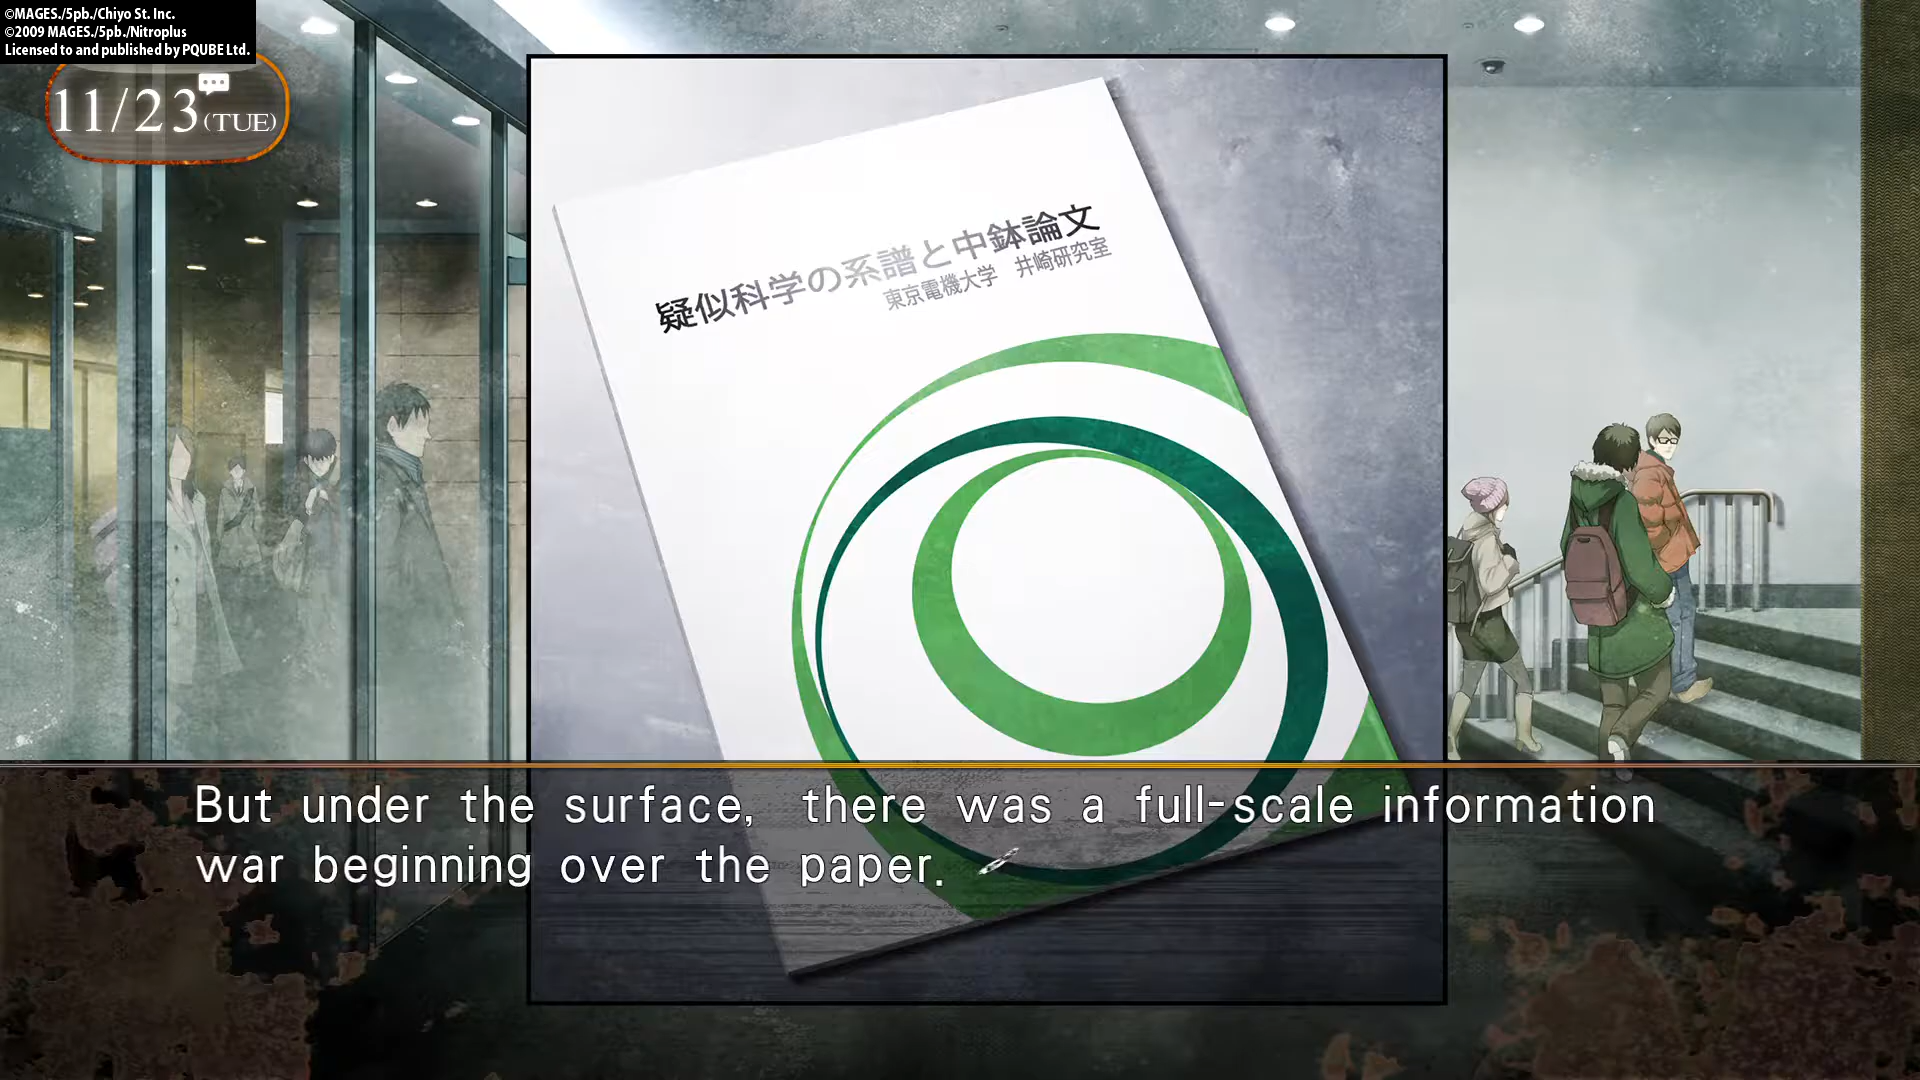 ©MAGES./5pb./Chiyo St. Inc.
©2009 MAGES./5pb./Nitroplus
Licensed to and published by PQUBE Ltd.
11/23(TUE)
疑似科学の系譜と中鉢論文
東京電機大学 井崎研究室
But under the surface, there was a full-scale information
war beginning over the paper.